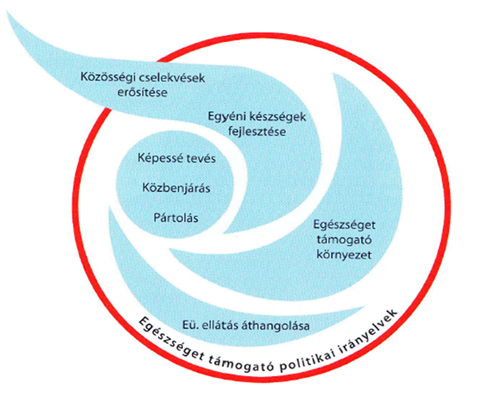 Közösségi cselekvések
erősítése
Egyéni készségek
fejlesztése
Képessé tevés
Közbenjárás
Pártolás
Egészséget
támogató
környezet
Eü. ellátás áthangolása
Egészséget támogató politikai irányelvek